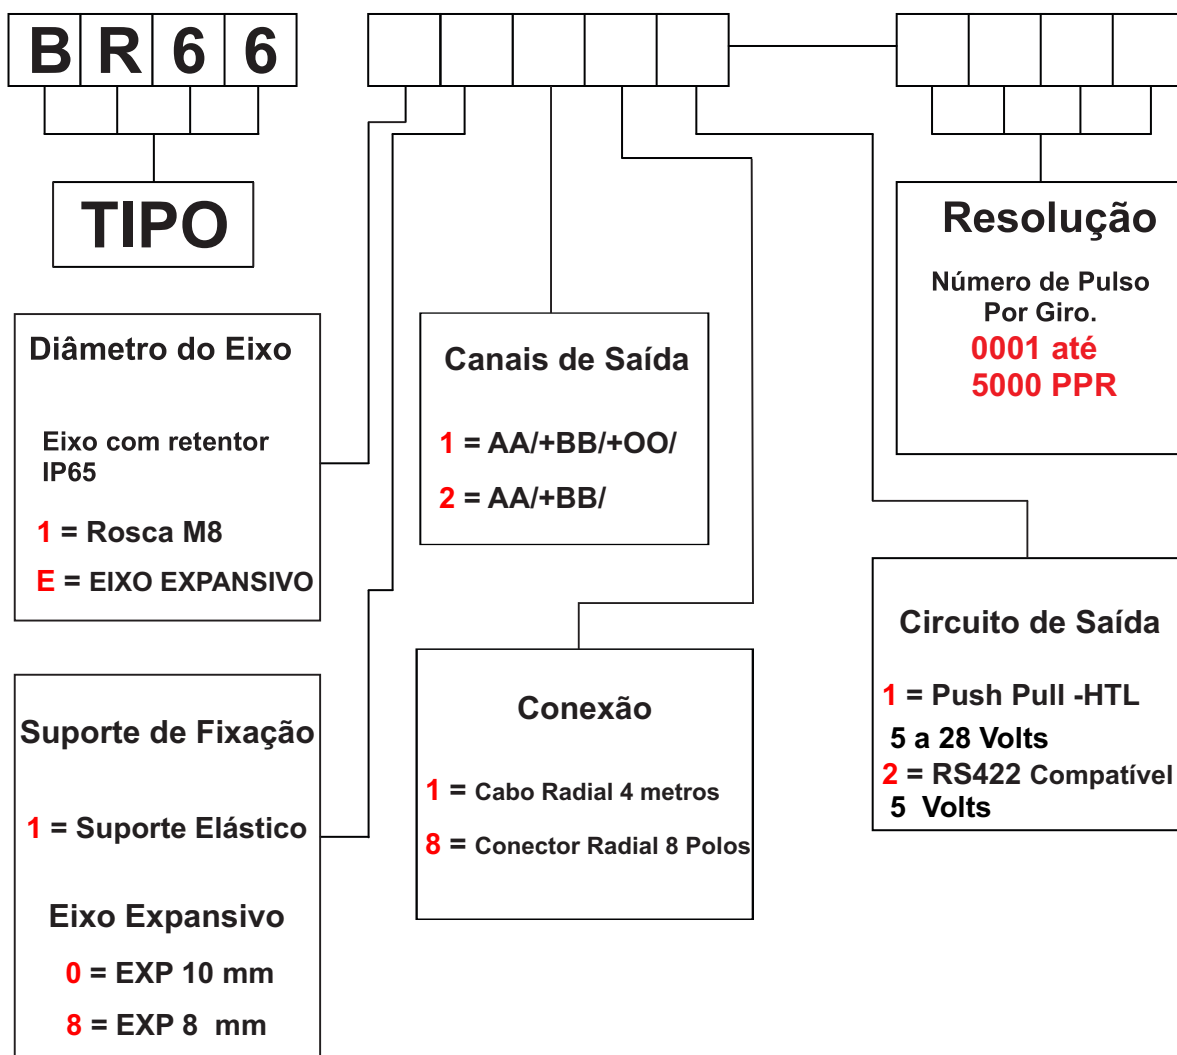 BR66
TIPO
Resolução
Número de Pulso
Por Giro.
0001 até
5000 PPR
Diâmetro do Eixo
Eixo com retentor
IP65
1 = Rosca M8
E = EIXO EXPANSIVO
Canais de Saída
1 = AA/+BB/+OO/
2 = AA/+BB/
Circuito de Saída
1 = Push Pull -HTL
5 a 28 Volts
2 = RS422 Compatível
5 Volts
Suporte de Fixação
1 = Suporte Elástico
Eixo Expansivo
0 = EXP 10 mm
8 = EXP 8 mm
Conexão
1 = Cabo Radial 4 metros
8 = Conector Radial 8 Polos